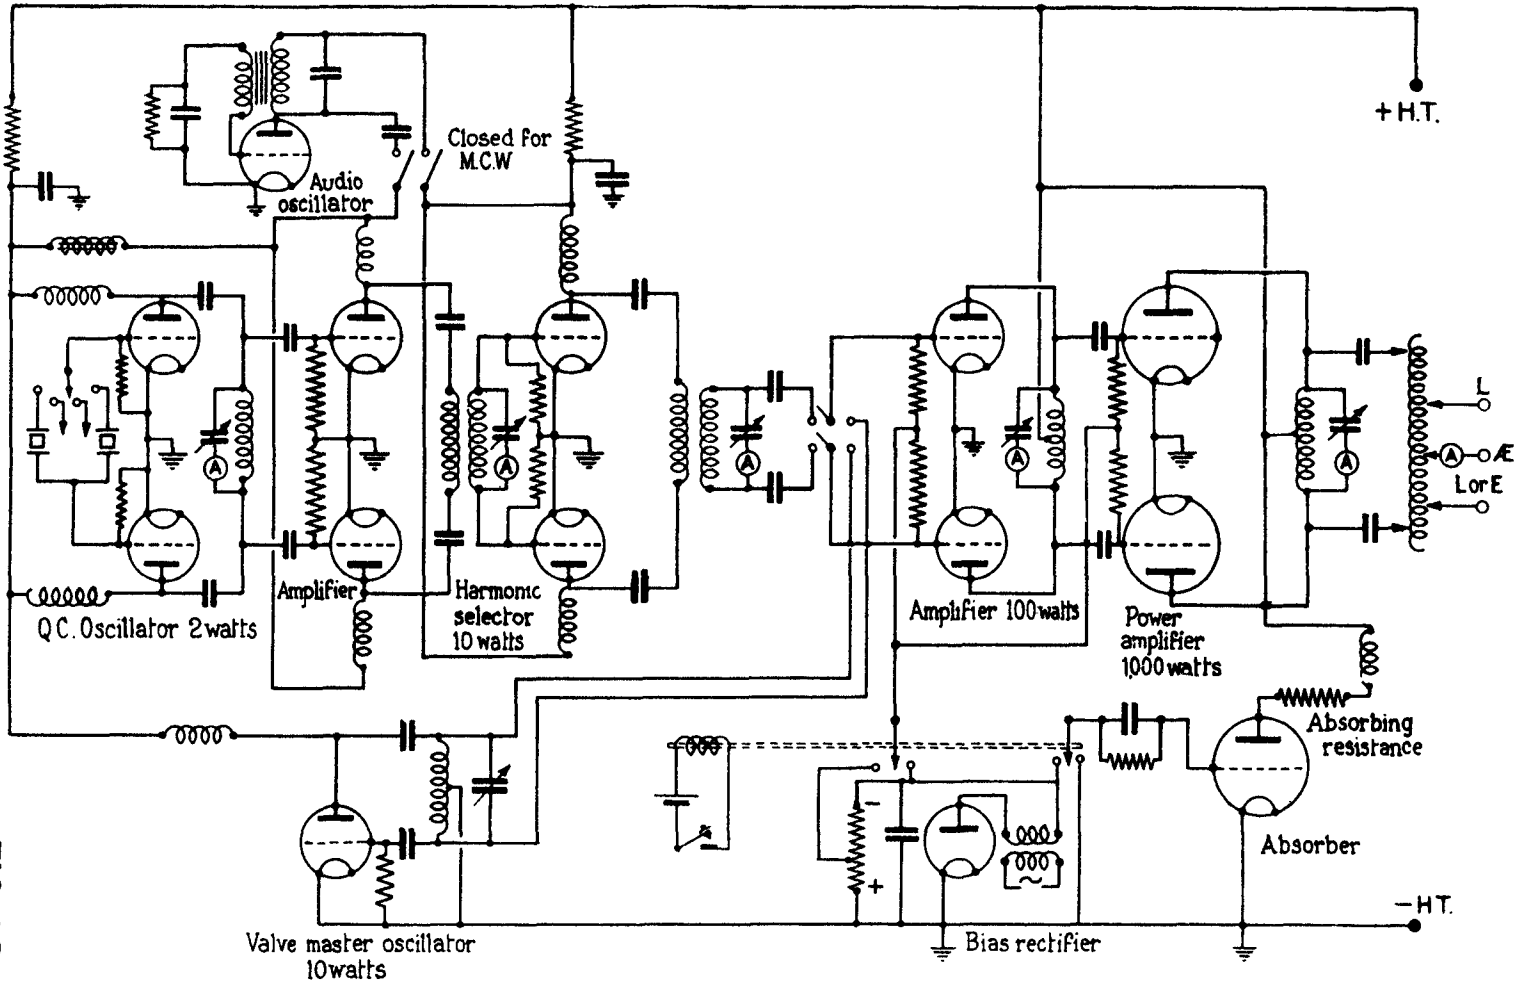 + H.T.
Closed for
M.C.W
Audio
oscillator
L
A
A
A
A
A
A
Æ
L or E
Amplifier
Harmonic
selector
10 watts
Q C. Oscillator 2 watts
Amplifier 100 watts
Power
amplifier
1,000 watts
Absorbing
resistance
−
+
~
Absorber
− H T.
Valve master oscillator
10 watts
Bias rectifier